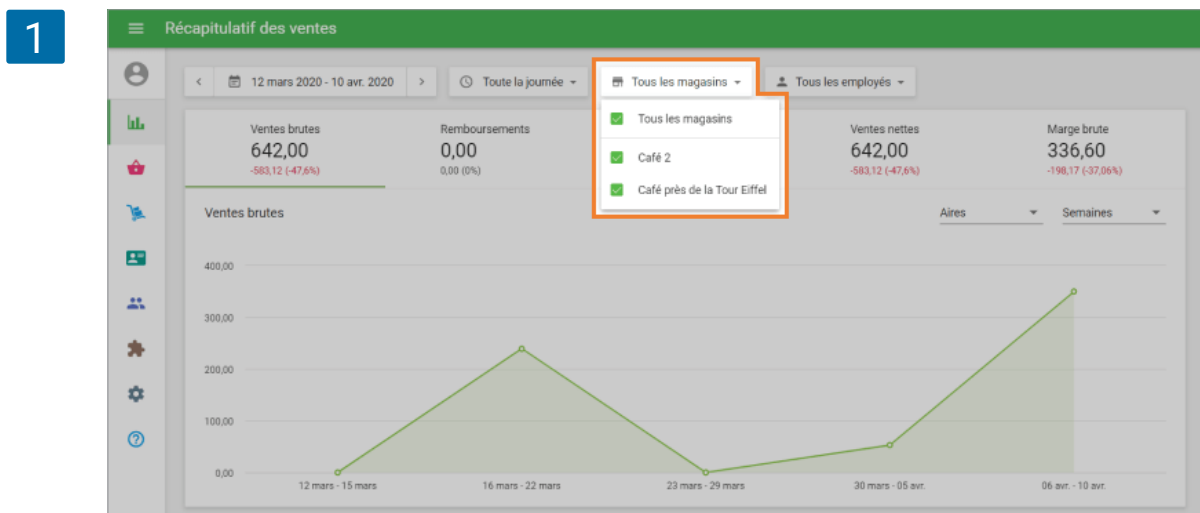 1
Récapitulatif des ventes
12 mars 2020 - 10 avr. 2020
Toute la journée
Tous les magasins
Tous les employés
Tous les magasins
Café 2
Café près de la Tour Eiffel
Ventes brutes
642,00
-583,12 (-47,6%)
Remboursements
0,00
0,00 (0%)
Ventes nettes
642,00
-583,12 (-47,6%)
Marge brute
336,60
-198,17 (-37,06%)
Ventes brutes
Aires
Semaines
400,00
300,00
200,00
100,00
0,00
12 mars - 15 mars
16 mars - 22 mars
23 mars - 29 mars
30 mars - 05 avr.
06 avr. - 10 avr.